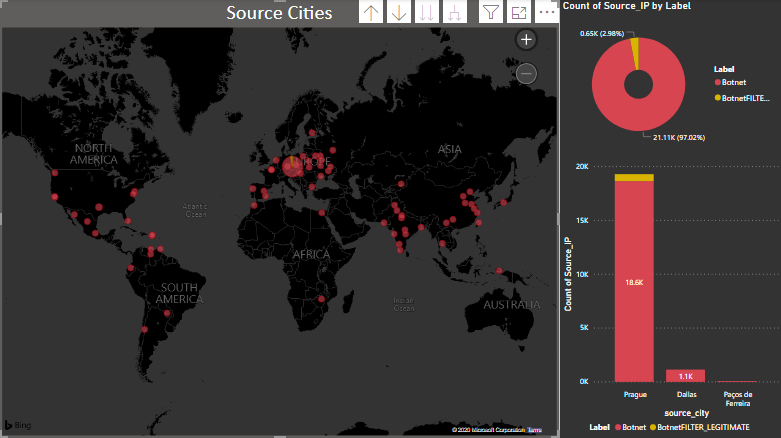 Source Cities
NORTH
AMERICA
EUROPE
ASIA
Atlantic
Ocean
AFRICA
SOUTH
AMERICA
Indian
Ocean
AUSTRALIA
Bing
© 2020 Microsoft Corporation Terms
Count of Source_IP by Label
0.65K (2.98%)
21.11K (97.02%)
Label
Botnet
BotnetFILTE...
Count of Source_IP
20K
15K
10K
5K
0K
18.6K
1.1K
Prague
Dallas
Paços de
Ferreira
source_city
Label Botnet BotnetFILTER_LEGITIMATE